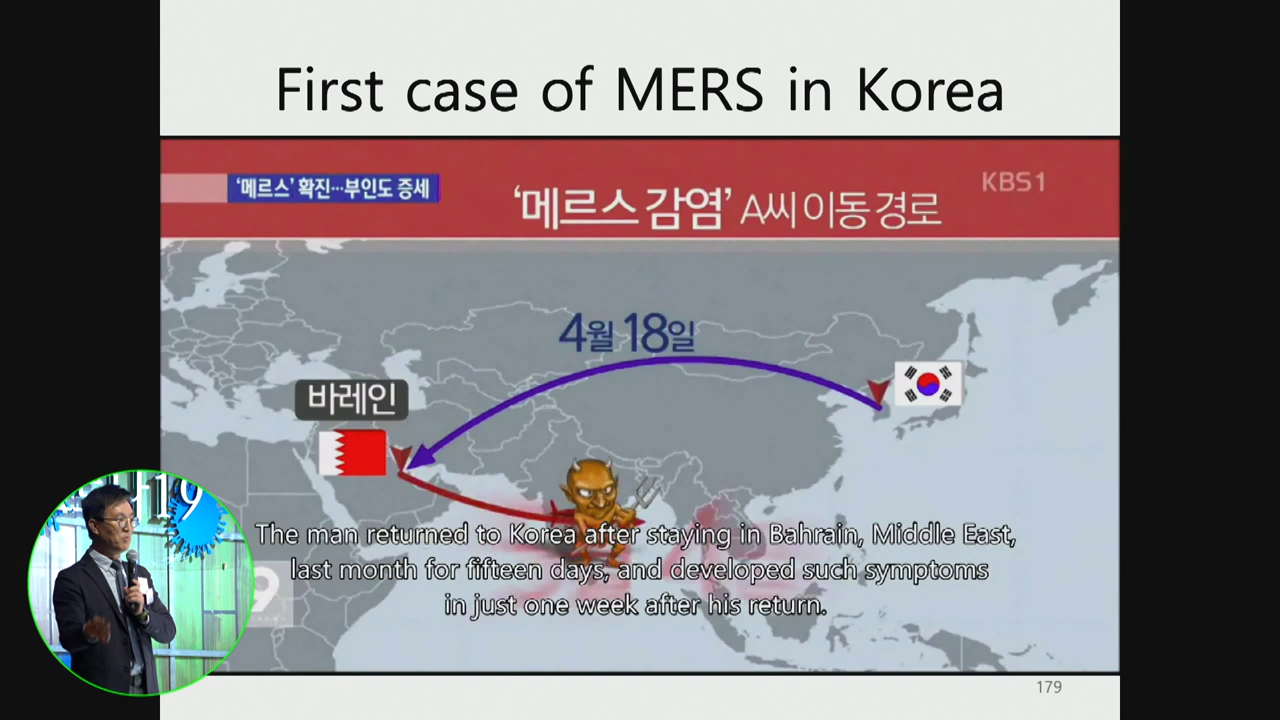 First case of MERS in Korea
‘메르스’ 확진…부인도 증세
‘메르스 감염’ A씨 이동 경로
KBS1
4월 18일
바레인
19
9
The man returned to Korea after staying in Bahrain, Middle East,
last month for fifteen days, and developed such symptoms
in just one week after his return.
179